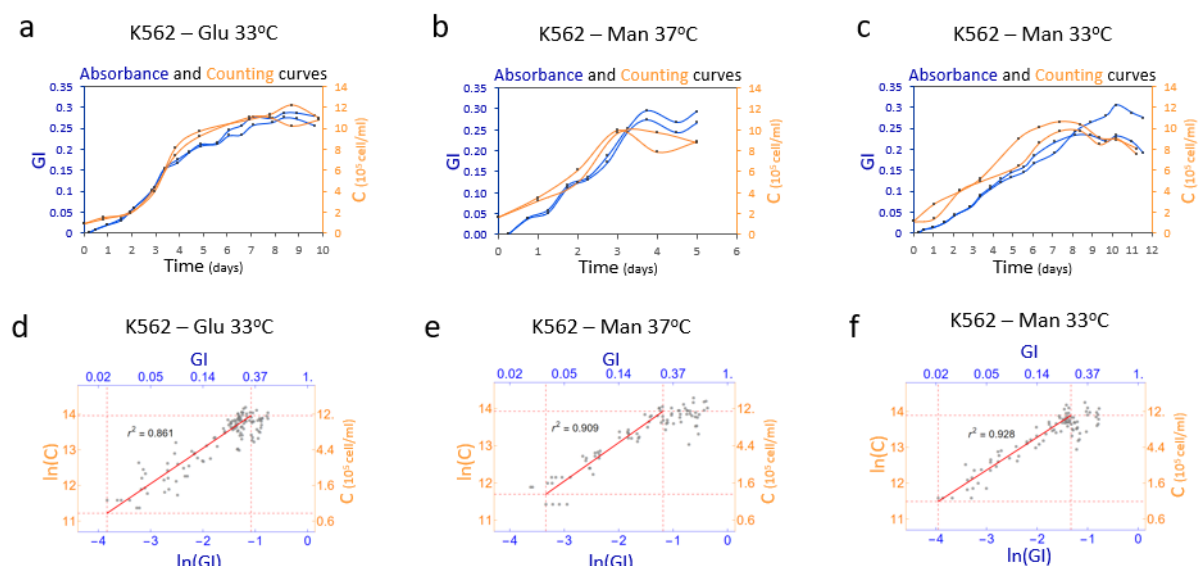 a
K562 – Glu 33ºC
Absorbance and Counting curves
0.35
0.3
0.25
0.2
0.15
0.1
0.05
0
GI
14
12
10
8
6
4
2
0
C (10⁵ cell/ml)
0 1 2 3 4 5 6 7 8 9 10
Time (days)
b
K562 – Man 37ºC
Absorbance and Counting curves
0.35
0.30
0.25
0.20
0.15
0.10
0.05
0.00
GI
14
12
10
8
6
4
2
0
C (10⁵ cell/ml)
0 1 2 3 4 5 6
Time (days)
c
K562 – Man 33ºC
Absorbance and Counting curves
0.35
0.3
0.25
0.2
0.15
0.1
0.05
0
GI
14
12
10
8
6
4
2
0
C (10⁵ cell/ml)
0 1 2 3 4 5 6 7 8 9 10 11 12
Time (days)
d
K562 – Glu 33ºC
GI
0.02 0.05 0.14 0.37 1.
14
13
12
11
ln(C)
r² = 0.861
12.
4.4
1.6
0.6
C (10⁵ cell/ml)
−4 −3 −2 −1 0
ln(GI)
e
K562 – Man 37ºC
GI
0.02 0.05 0.14 0.37 1.
14
13
12
11
ln(C)
r² = 0.909
12.
4.4
1.6
0.6
C (10⁵ cell/ml)
−4 −3 −2 −1 0
ln(GI)
f
K562 – Man 33ºC
GI
0.02 0.05 0.14 0.37 1.
14
13
12
11
ln(C)
r² = 0.928
12.
4.4
1.6
0.6
C (10⁵ cell/ml)
−4 −3 −2 −1 0
ln(GI)